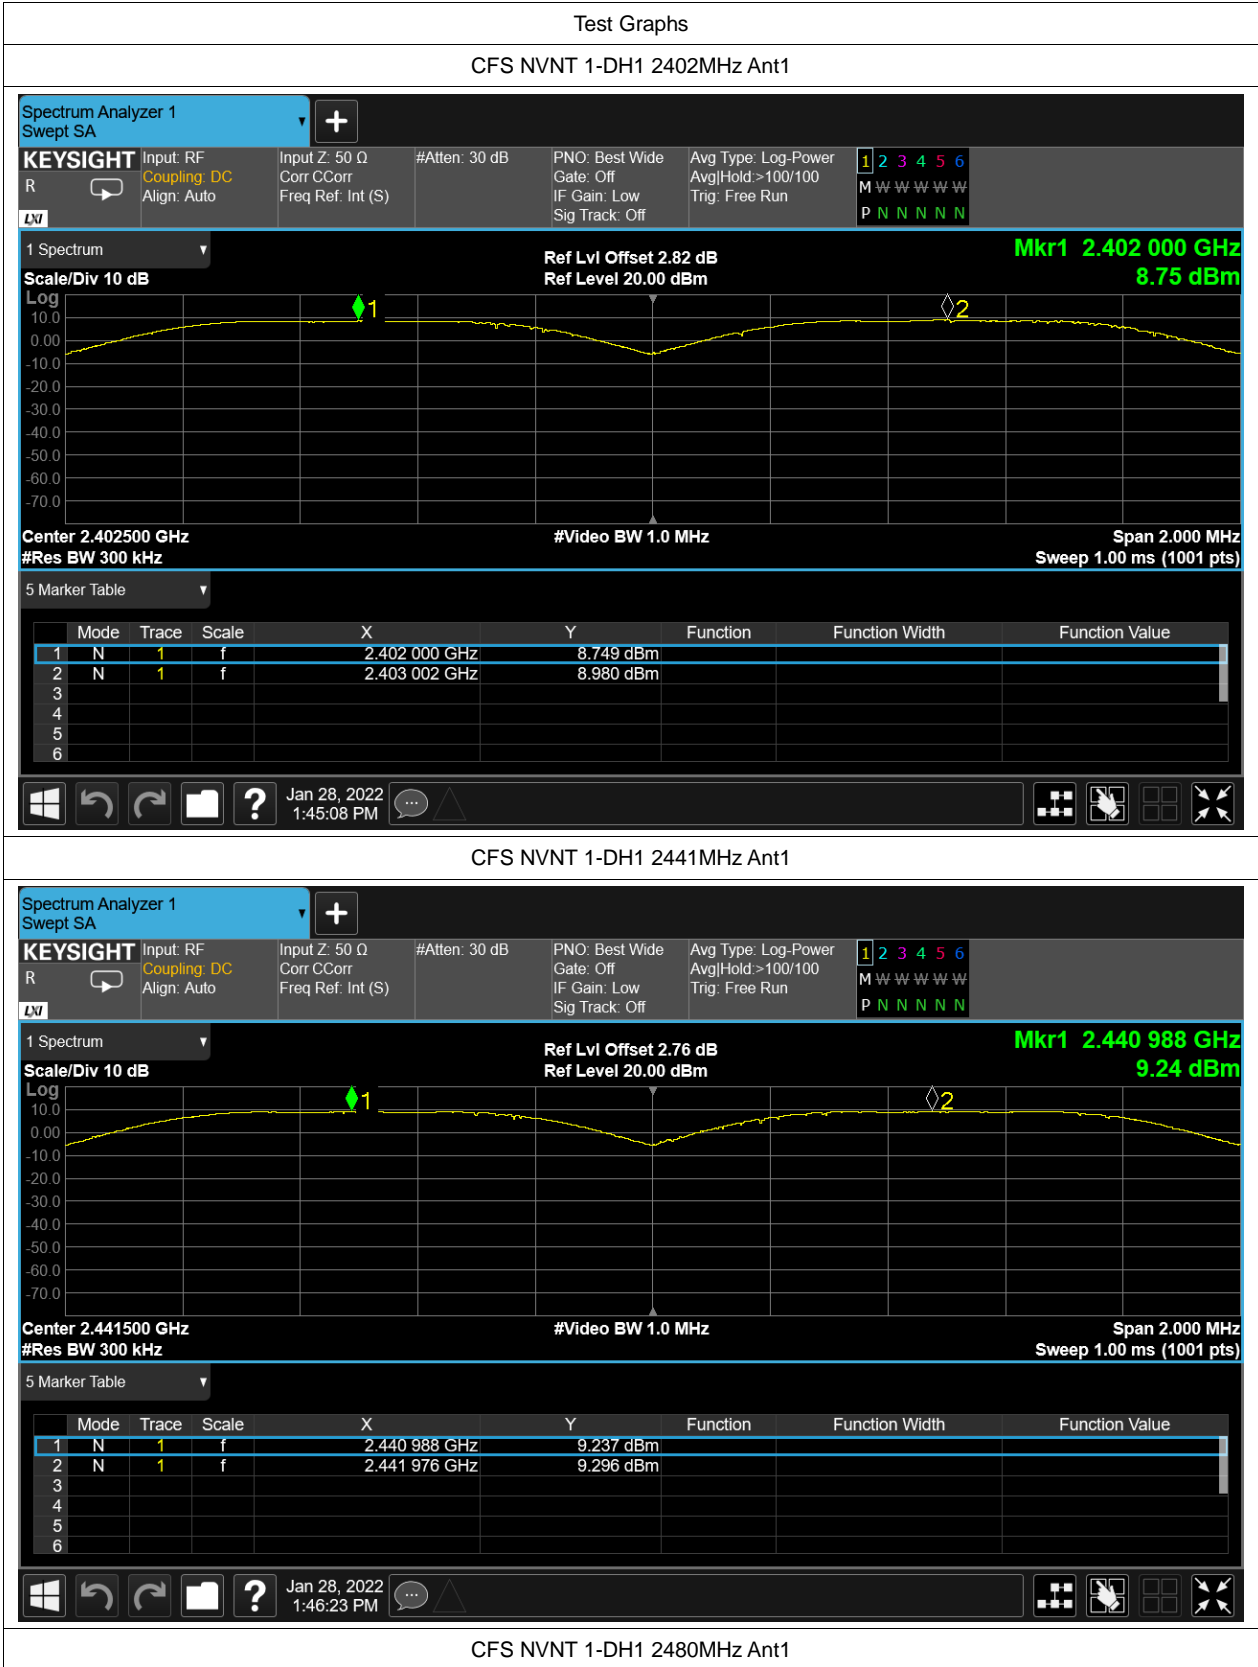 Test Graphs
CFS NVNT 1-DH1 2402MHz Ant1
Spectrum Analyzer 1
Swept SA
KEYSIGHT Input: RF Input Z: 50 Ω #Atten: 30 dB PNO: Best Wide Avg Type: Log-Power 1 2 3 4 5 6
R Coupling: DC Corr CCorr Gate: Off Avg|Hold:>100/100 M W W W W W
Align: Auto Freq Ref: Int (S) IF Gain: Low Trig: Free Run
LXI Sig Track: Off P N N N N N
1 Spectrum Ref Lvl Offset 2.82 dB Mkr1 2.402 000 GHz
Scale/Div 10 dB Ref Level 20.00 dBm 8.75 dBm
Log
1 2
10.0
0.00
-10.0
-20.0
-30.0
-40.0
-50.0
-60.0
-70.0
Center 2.402500 GHz #Video BW 1.0 MHz Span 2.000 MHz
#Res BW 300 kHz Sweep 1.00 ms (1001 pts)
5 Marker Table
Mode Trace Scale X Y Function Function Width Function Value
1 N 1 f 2.402 000 GHz 8.749 dBm
2 N 1 f 2.403 002 GHz 8.980 dBm
3
4
5
6
? Jan 28, 2022
1:45:08 PM
CFS NVNT 1-DH1 2441MHz Ant1
Spectrum Analyzer 1
Swept SA
KEYSIGHT Input: RF Input Z: 50 Ω #Atten: 30 dB PNO: Best Wide Avg Type: Log-Power 1 2 3 4 5 6
R Coupling: DC Corr CCorr Gate: Off Avg|Hold:>100/100 M W W W W W
Align: Auto Freq Ref: Int (S) IF Gain: Low Trig: Free Run
LXI Sig Track: Off P N N N N N
1 Spectrum Ref Lvl Offset 2.76 dB Mkr1 2.440 988 GHz
Scale/Div 10 dB Ref Level 20.00 dBm 9.24 dBm
Log
1 2
10.0
0.00
-10.0
-20.0
-30.0
-40.0
-50.0
-60.0
-70.0
Center 2.441500 GHz #Video BW 1.0 MHz Span 2.000 MHz
#Res BW 300 kHz Sweep 1.00 ms (1001 pts)
5 Marker Table
Mode Trace Scale X Y Function Function Width Function Value
1 N 1 f 2.440 988 GHz 9.237 dBm
2 N 1 f 2.441 976 GHz 9.296 dBm
3
4
5
6
? Jan 28, 2022
1:46:23 PM
CFS NVNT 1-DH1 2480MHz Ant1